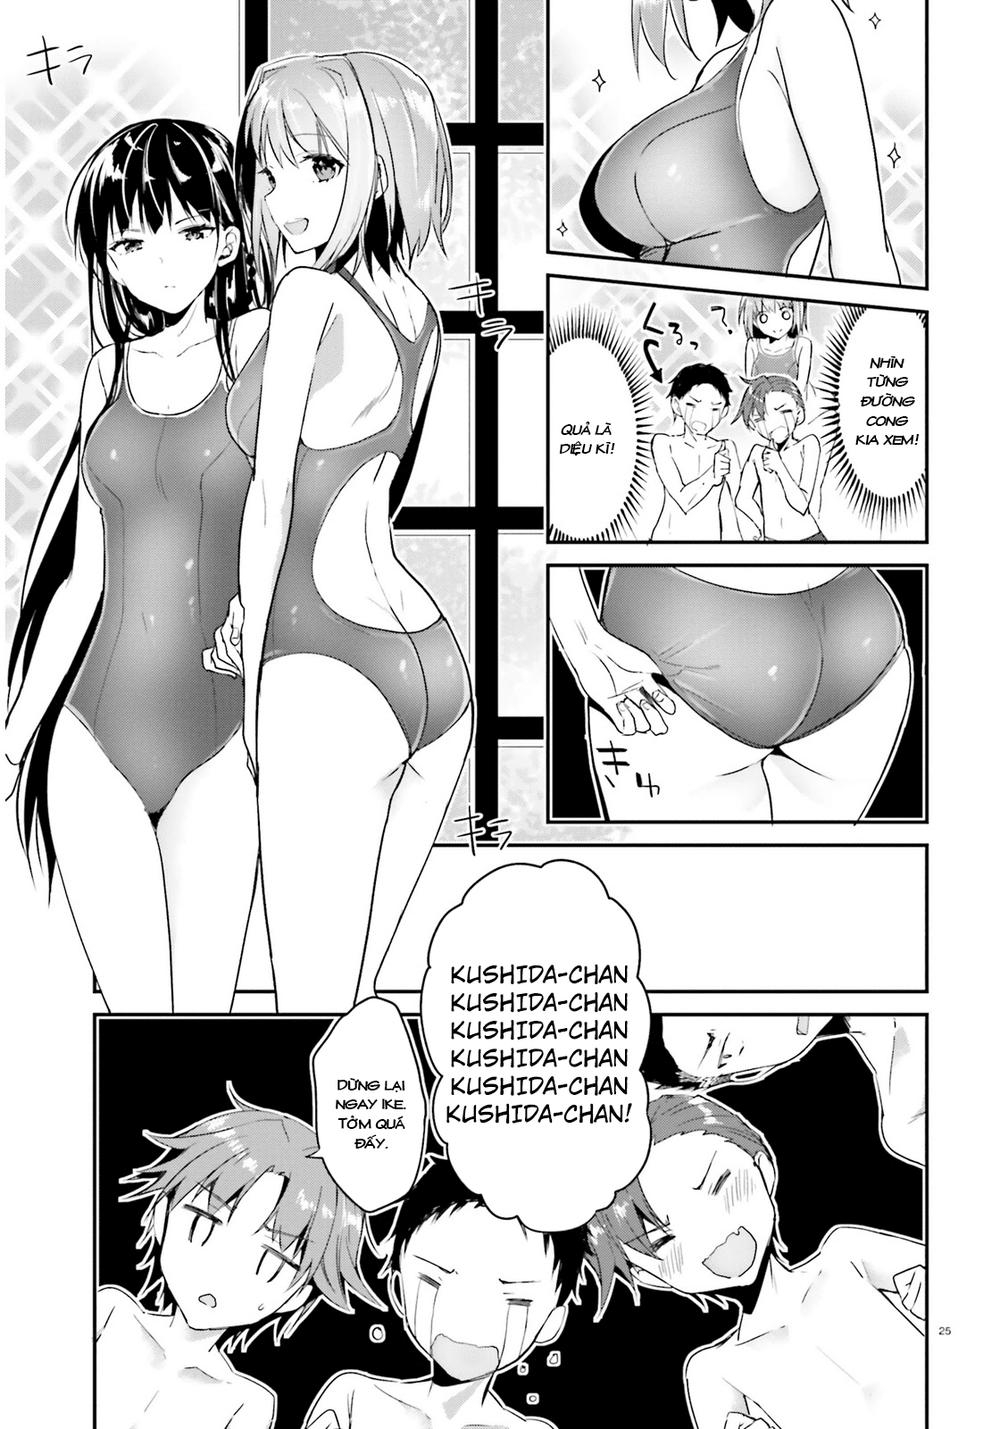 キラ
NHÌN
TỪNG
ĐƯỜNG
CONG
KIA XEM!
くるっ
?
QUẢ LÀ
DIỆU KÌ!
キラ
きゅ
キラ
KUSHIDA-CHAN
KUSHIDA-CHAN
KUSHIDA-CHAN
KUSHIDA-CHAN
KUSHIDA-CHAN
KUSHIDA-CHAN!
DỪNG LẠI
NGAY IKE.
TỞM QUÁ
ĐẤY.
25